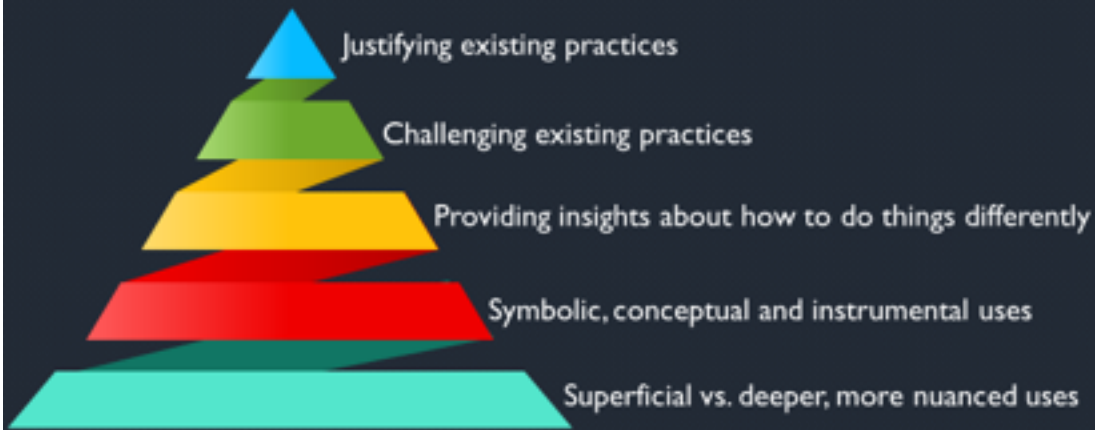 Justifying existing practices
Challenging existing practices
Providing insights about how to do things differently
Symbolic, conceptual and instrumental uses
Superficial vs. deeper, more nuanced uses